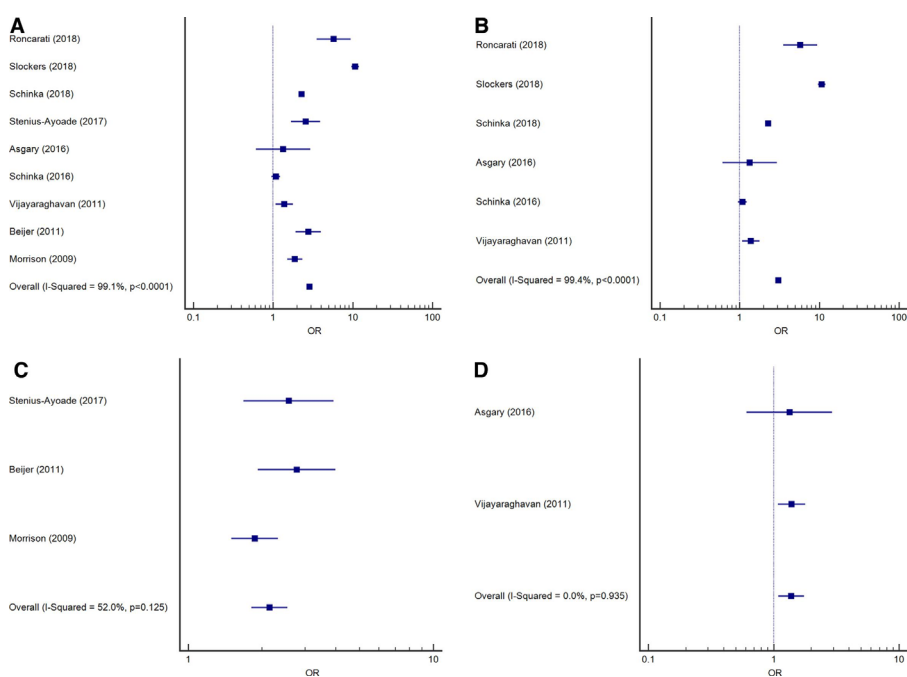 A
Roncarati (2018)
Slockers (2018)
Schinka (2018)
Stenius-Ayoade (2017)
Asgary (2016)
Schinka (2016)
Vijayaraghavan (2011)
Beijer (2011)
Morrison (2009)
Overall (I-Squared = 99.1%, p<0.0001)
0.1 1 10 100
OR
B
Roncarati (2018)
Slockers (2018)
Schinka (2018)
Asgary (2016)
Schinka (2016)
Vijayaraghavan (2011)
Overall (I-Squared = 99.4%, p<0.0001)
0.1 1 10 100
OR
C
Stenius-Ayoade (2017)
Beijer (2011)
Morrison (2009)
Overall (I-Squared = 52.0%, p=0.125)
1 10
OR
D
Asgary (2016)
Vijayaraghavan (2011)
Overall (I-Squared = 0.0%, p=0.935)
0.1 1 10
OR